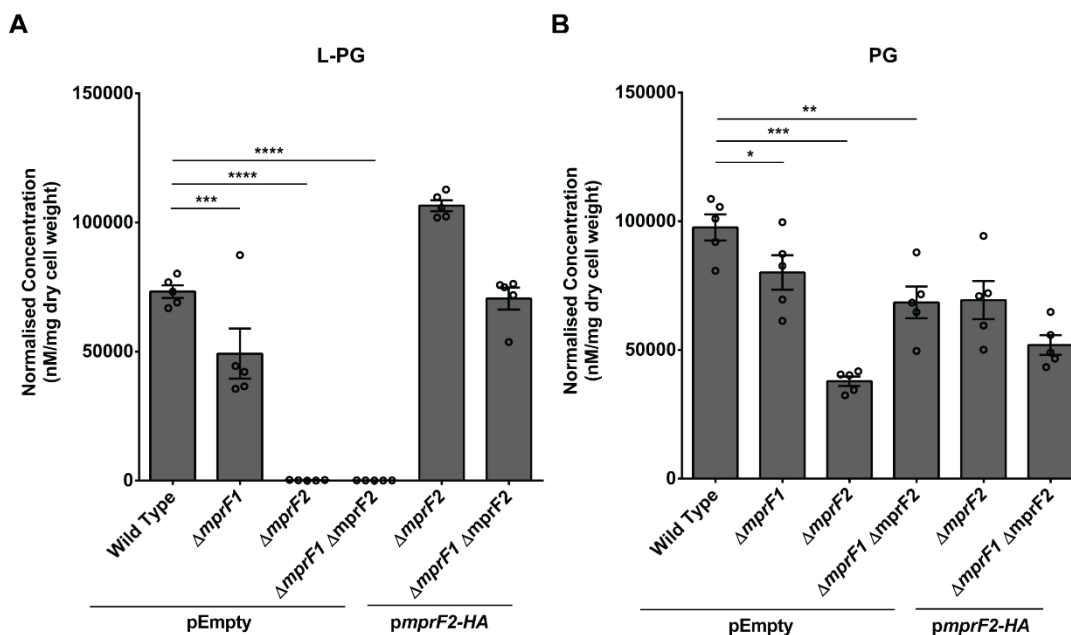 A
L-PG
Normalised Concentration
(nM/mg dry cell weight)
150000
100000
50000
0
****
****
***
Wild Type
ΔmprF1
ΔmprF2
ΔmprF1 ΔmprF2
ΔmprF2
ΔmprF1 ΔmprF2
pEmpty
pmprF2-HA
B
PG
Normalised Concentration
(nM/mg dry cell weight)
150000
100000
50000
0
**
***
*
Wild Type
ΔmprF1
ΔmprF2
ΔmprF1 ΔmprF2
ΔmprF2
ΔmprF1 ΔmprF2
pEmpty
pmprF2-HA